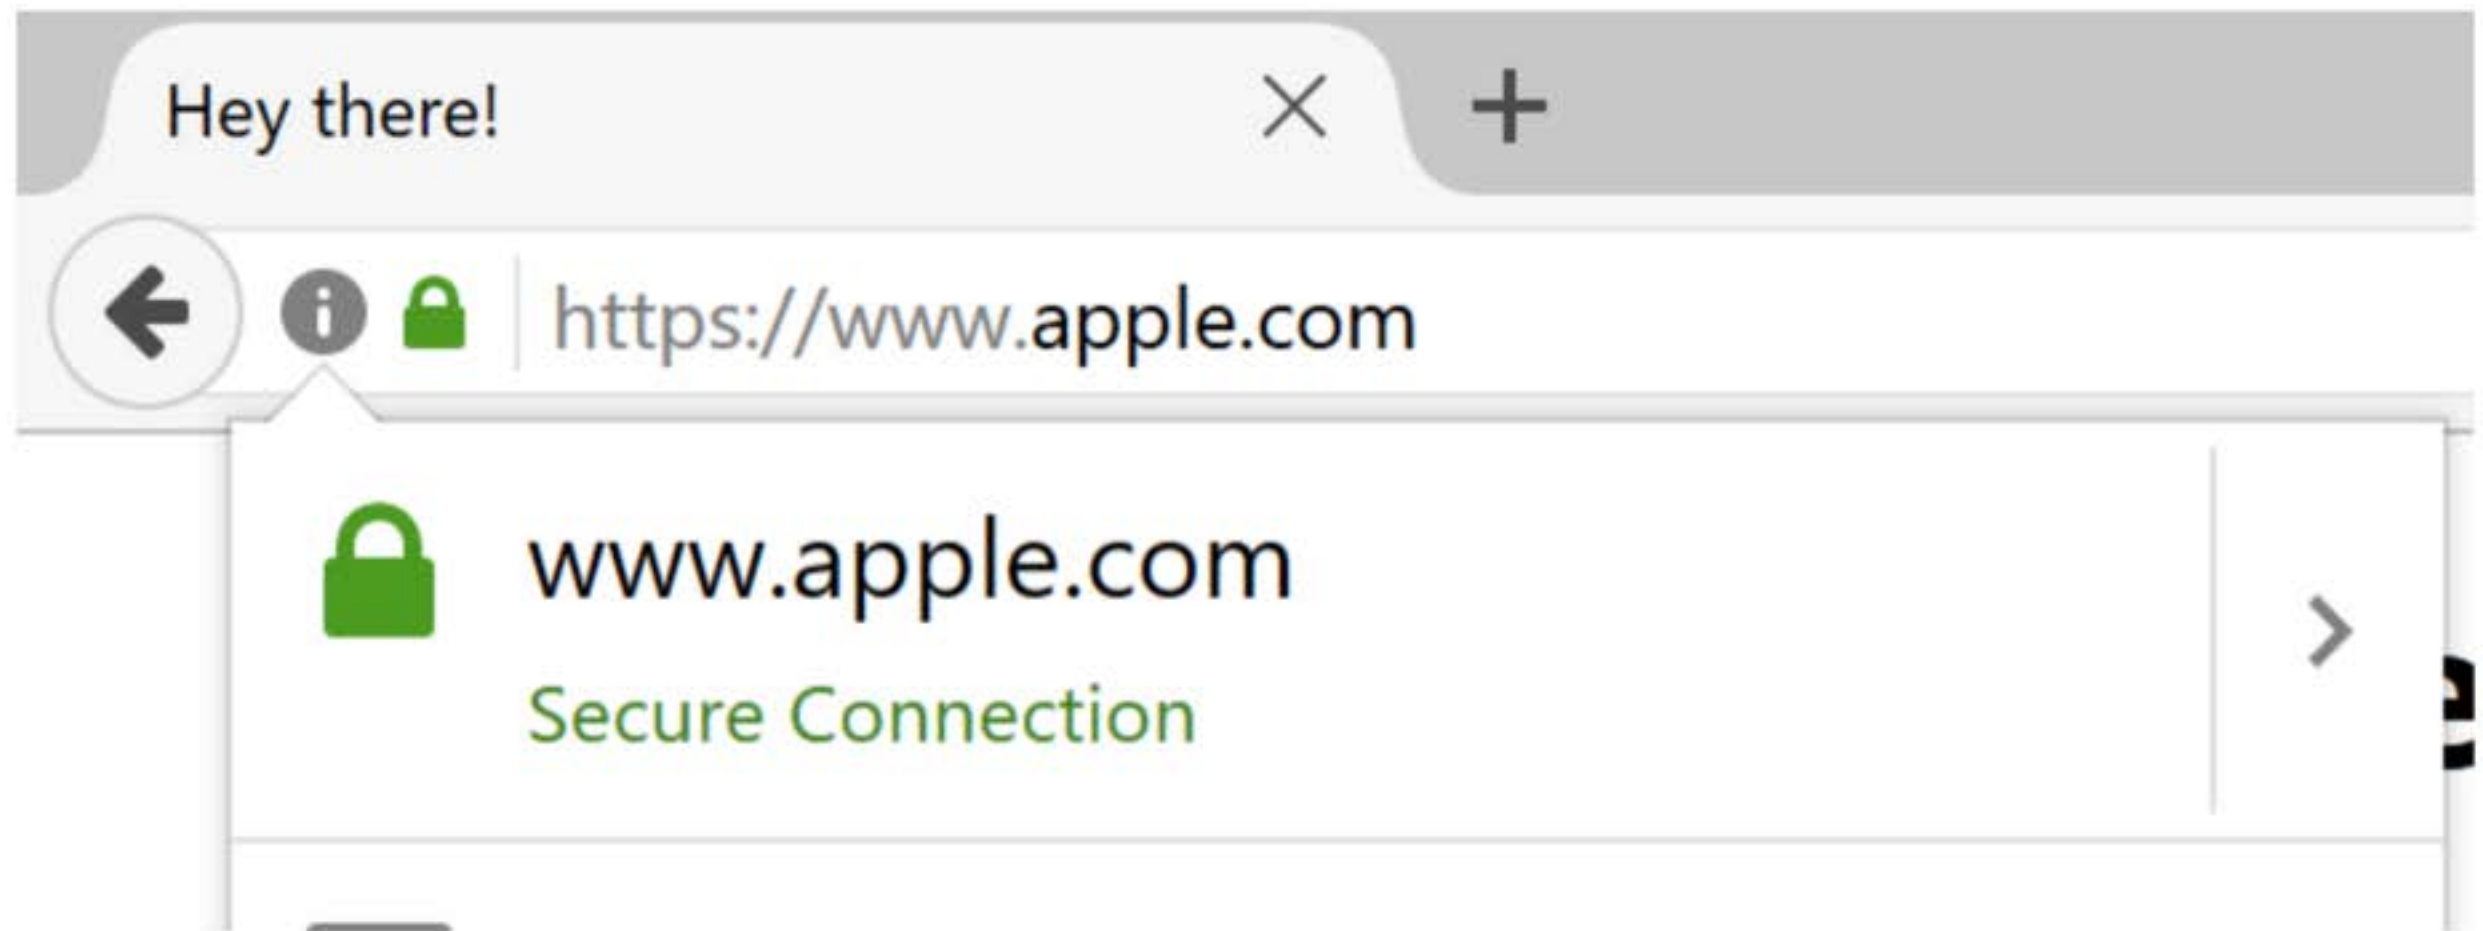 Hey there!
https://www.apple.com
www.apple.com
Secure Connection
e